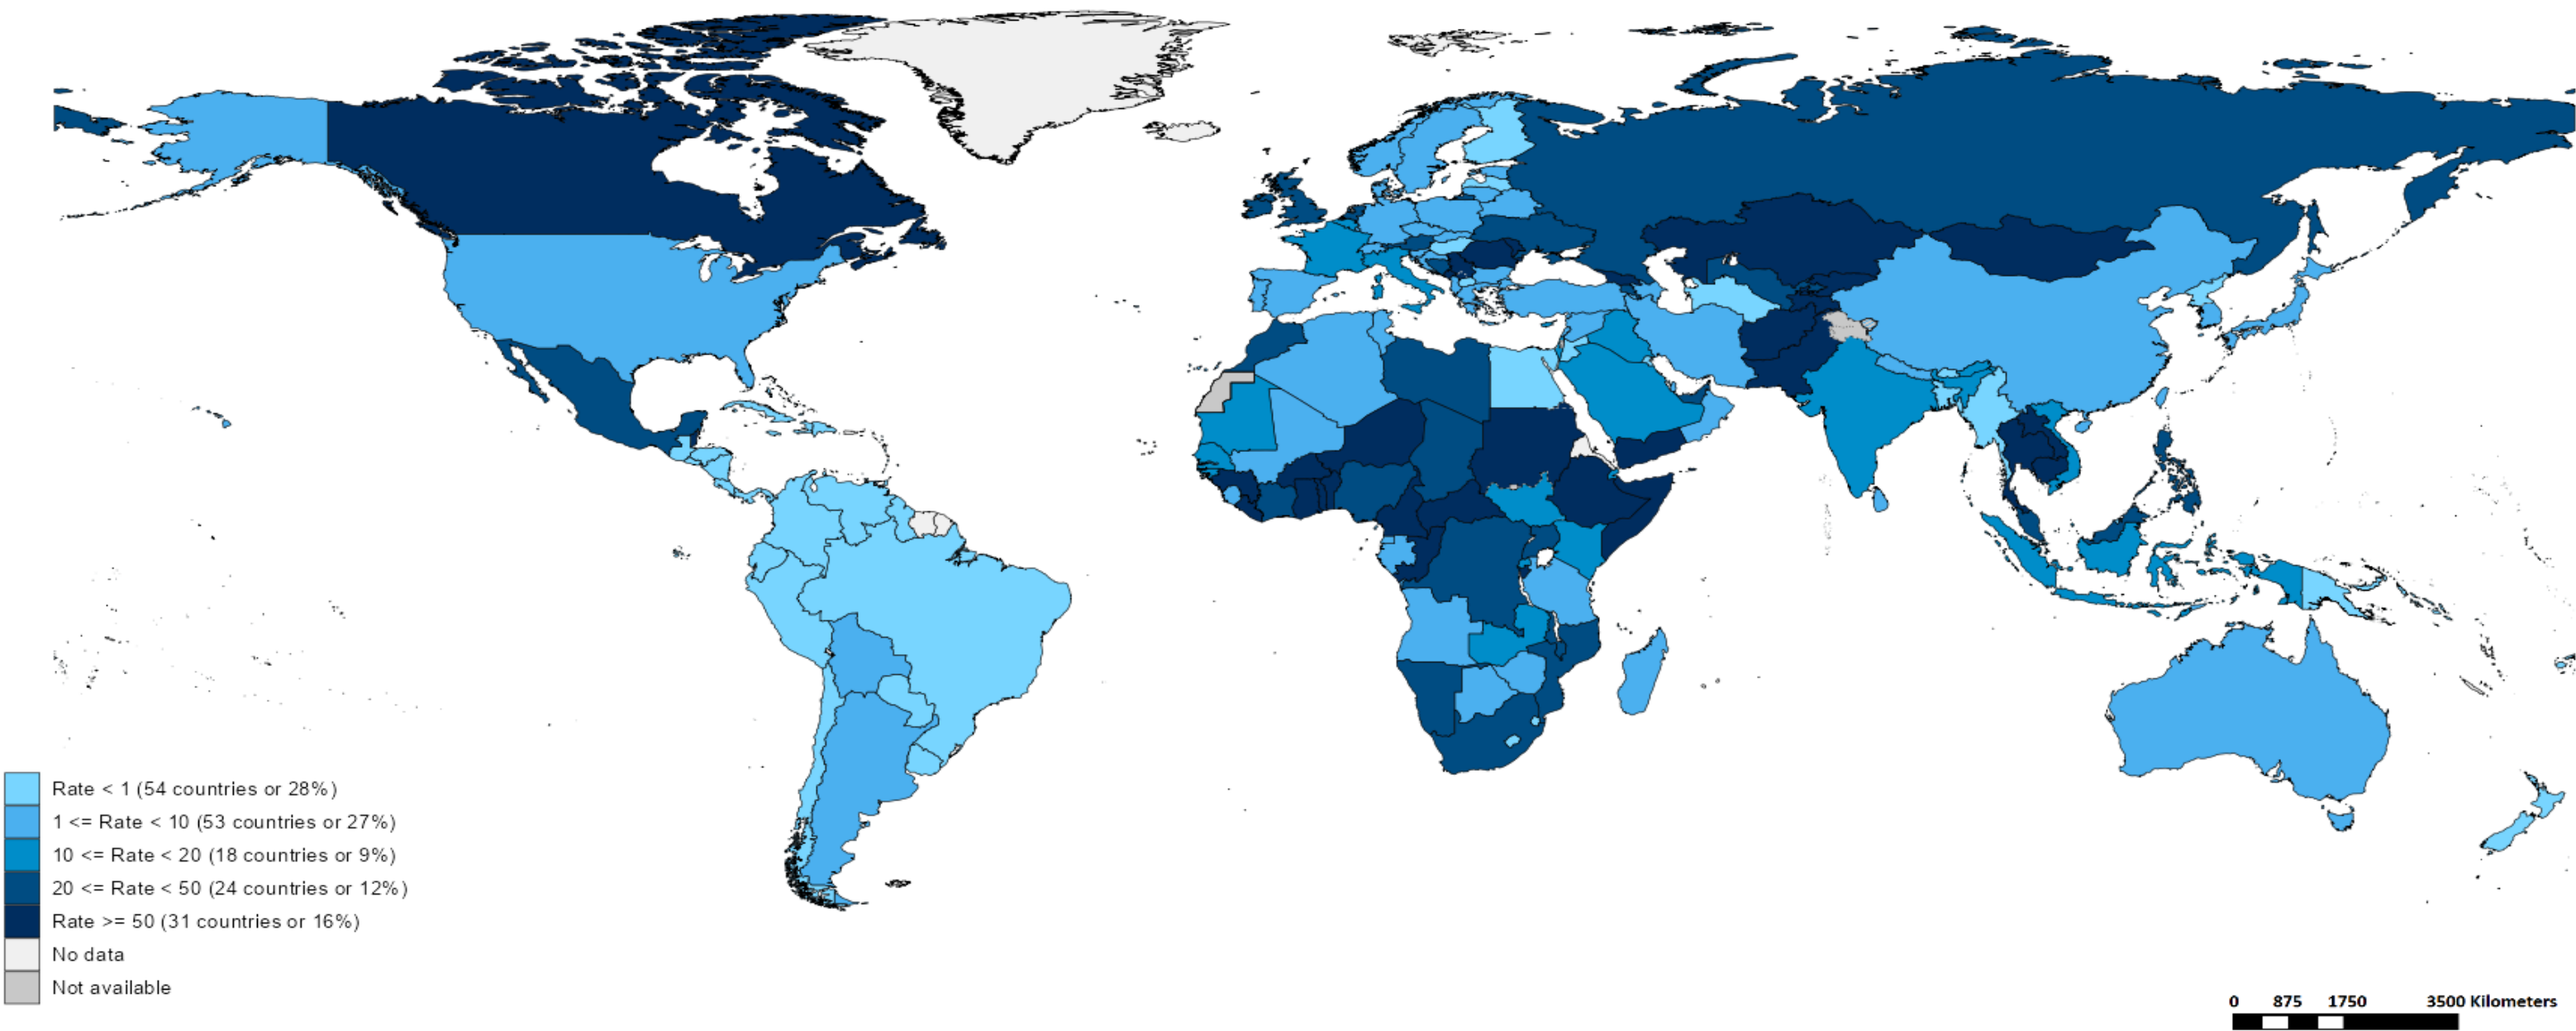 Rate < 1 (54 countries or 28%)
1 <= Rate < 10 (53 countries or 27%)
10 <= Rate < 20 (18 countries or 9%)
20 <= Rate < 50 (24 countries or 12%)
Rate >= 50 (31 countries or 16%)
No data
Not available
0 875 1750 3500 Kilometers